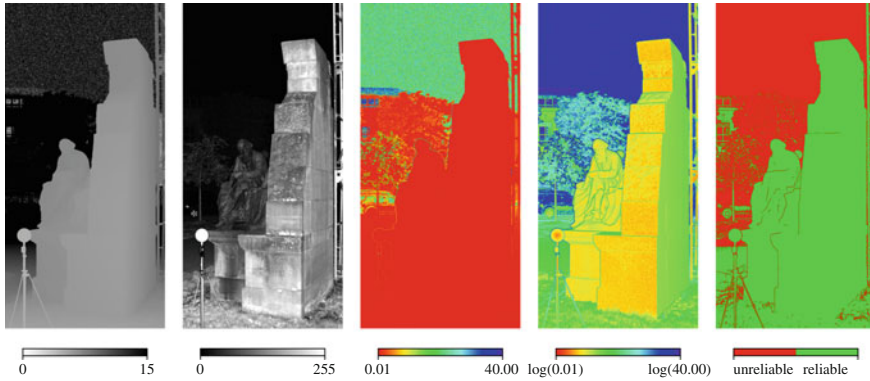 0 15
0 255
0.01 40.00
log(0.01) log(40.00)
unreliable reliable